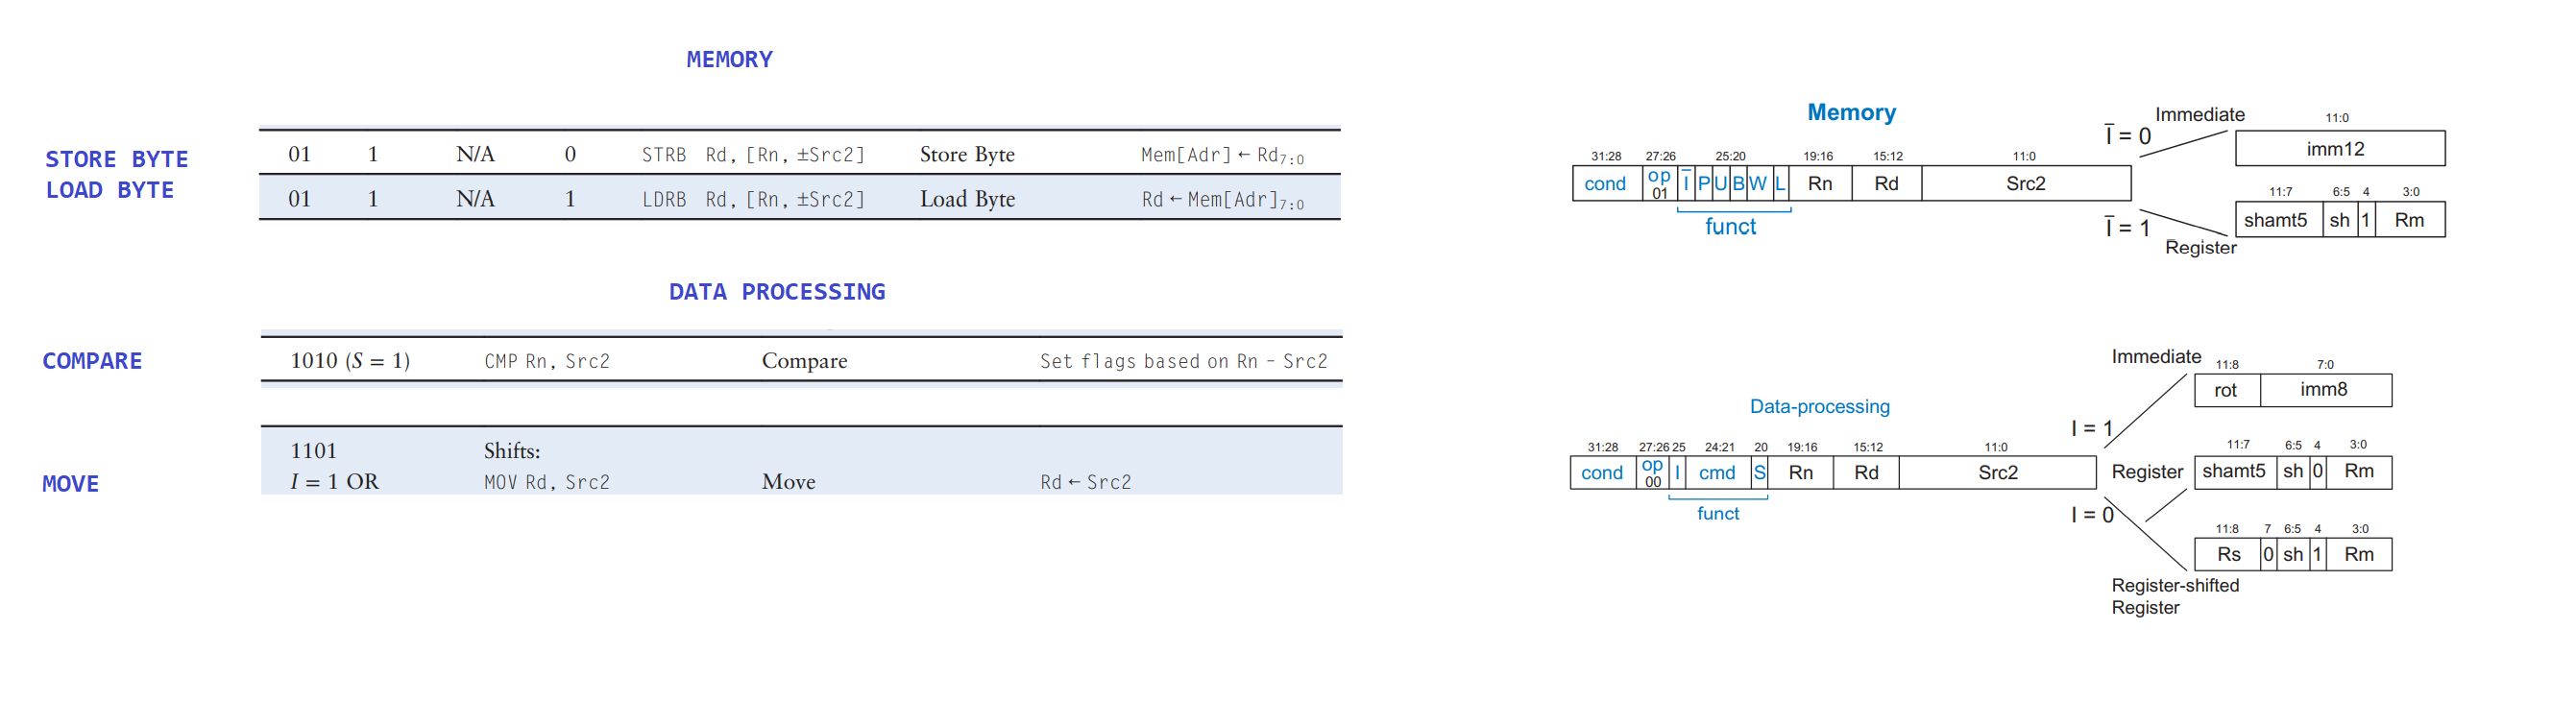 MEMORY
STORE BYTE
LOAD BYTE
01 1 N/A 0 STRB Rd, [Rn, ±Src2] Store Byte Mem[Adr] ← Rd7:0
01 1 N/A 1 LDRB Rd, [Rn, ±Src2] Load Byte Rd ← Mem[Adr]7:0
DATA PROCESSING
COMPARE
1010 (S = 1) CMP Rn, Src2 Compare Set flags based on Rn - Src2
MOVE
1101 Shifts:
I = 1 OR MOV Rd, Src2 Move Rd ← Src2
Memory
31:28 27:26 25:20 19:16 15:12 11:0
cond op 01 I̅ P U B W L Rn Rd Src2
funct
I̅ = 0
Immediate
11:0
imm12
I̅ = 1
Register
11:7 6:5 4 3:0
shamt5 sh 1 Rm
Data-processing
31:28 27:26 25 24:21 20 19:16 15:12 11:0
cond op 00 I cmd S Rn Rd Src2
funct
Immediate
I = 1
11:8 7:0
rot imm8
Register
I = 0
11:7 6:5 4 3:0
shamt5 sh 0 Rm
11:8 7 6:5 4 3:0
Rs 0 sh 1 Rm
Register-shifted
Register